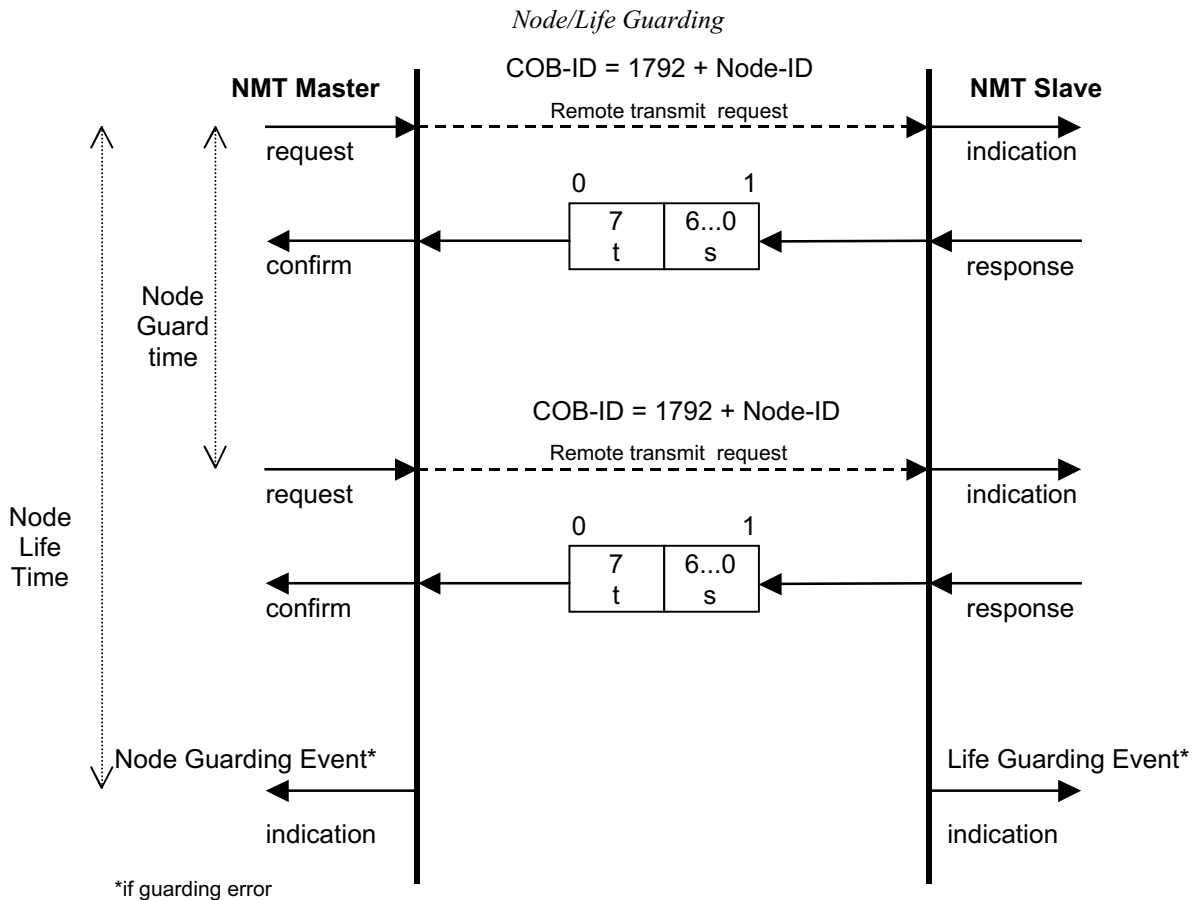 Node/Life Guarding
COB-ID = 1792 + Node-ID
NMT Master
NMT Slave
Remote transmit request
request
indication
0 1
7 6...0
t s
confirm
response
Node
Guard
time
COB-ID = 1792 + Node-ID
Remote transmit request
request
indication
Node
Life
Time
0 1
7 6...0
t s
confirm
response
Node Guarding Event*
Life Guarding Event*
indication
indication
*if guarding error